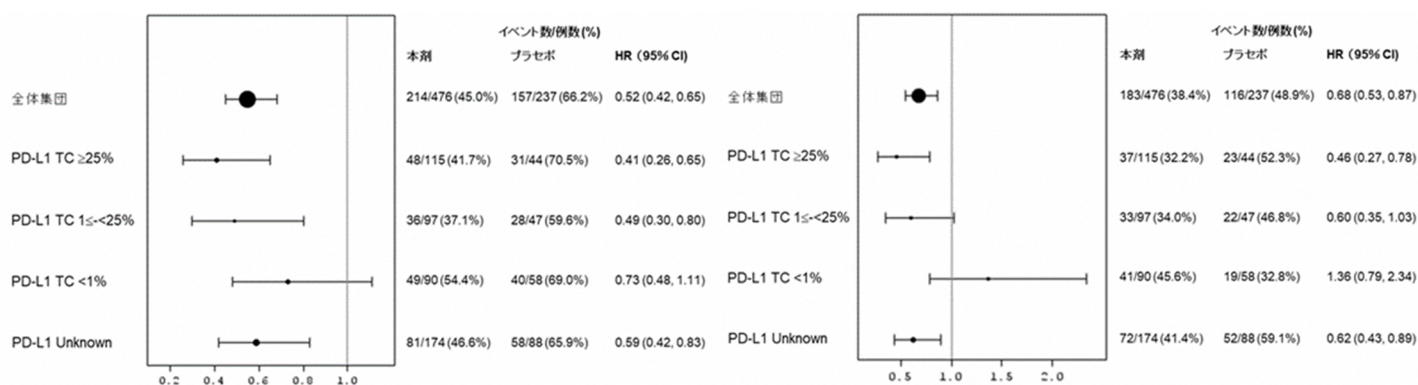 イベント数/例数(%)
本剤 プラセボ HR (95% CI)
全体集団 214/476 (45.0%) 157/237 (66.2%) 0.52 (0.42, 0.65)
PD-L1 TC ≥25% 48/115 (41.7%) 31/44 (70.5%) 0.41 (0.26, 0.65)
PD-L1 TC 1≤-<25% 36/97 (37.1%) 28/47 (59.6%) 0.49 (0.30, 0.80)
PD-L1 TC <1% 49/90 (54.4%) 40/58 (69.0%) 0.73 (0.48, 1.11)
PD-L1 Unknown 81/174 (46.6%) 58/88 (65.9%) 0.59 (0.42, 0.83)
0.2 0.4 0.6 0.8 1.0
イベント数/例数(%)
本剤 プラセボ HR (95% CI)
全体集団 183/476 (38.4%) 116/237 (48.9%) 0.68 (0.53, 0.87)
PD-L1 TC ≥25% 37/115 (32.2%) 23/44 (52.3%) 0.46 (0.27, 0.78)
PD-L1 TC 1≤-<25% 33/97 (34.0%) 22/47 (46.8%) 0.60 (0.35, 1.03)
PD-L1 TC <1% 41/90 (45.6%) 19/58 (32.8%) 1.36 (0.79, 2.34)
PD-L1 Unknown 72/174 (41.4%) 52/88 (59.1%) 0.62 (0.43, 0.89)
0.5 1.0 1.5 2.0